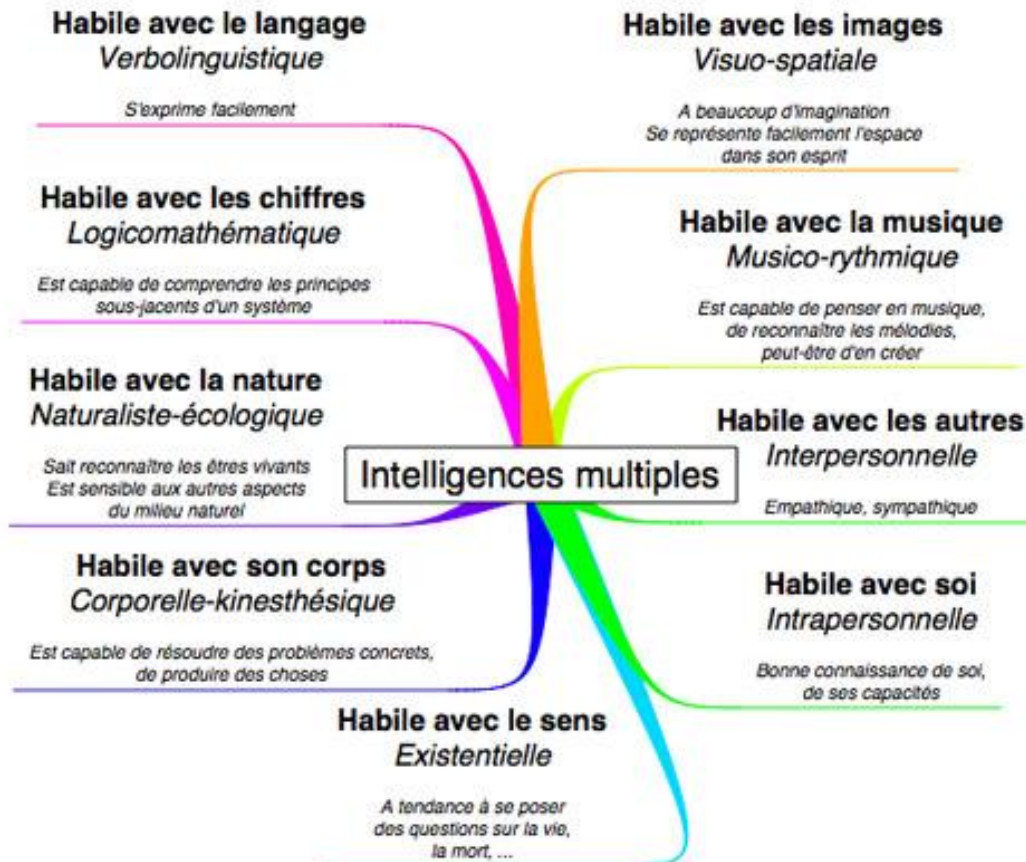 Habile avec le langage
Verbolinguistique
S'exprime facilement
Habile avec les images
Visuo-spatiale
A beaucoup d'imagination
Se représente facilement l'espace
dans son esprit
Habile avec les chiffres
Logicomathématique
Est capable de comprendre les principes
sous-jacents d'un système
Habile avec la musique
Musico-rythmique
Est capable de penser en musique,
de reconnaître les mélodies,
peut-être d'en créer
Habile avec la nature
Naturaliste-écologique
Sait reconnaître les êtres vivants
Est sensible aux autres aspects
du milieu naturel
Intelligences multiples
Habile avec les autres
Interpersonnelle
Empathique, sympathique
Habile avec son corps
Corporelle-kinesthésique
Est capable de résoudre des problèmes concrets,
de produire des choses
Habile avec soi
Intrapersonnelle
Bonne connaissance de soi,
de ses capacités
Habile avec le sens
Existentielle
A tendance à se poser
des questions sur la vie,
la mort, ...